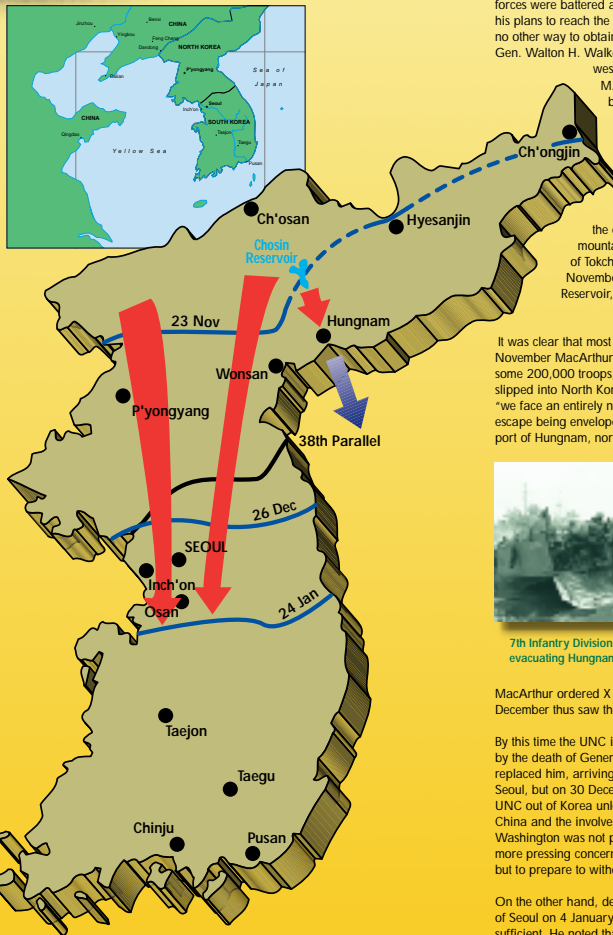 Jinzhou
Benxi
CHINA
Yingkou
Feng-Cheng
Dandong
NORTH KOREA
P'yongyang
Sea of
Japan
Dalian
Seoul
Inch'on
SOUTH KOREA
CHINA
Taejon
Qingdao
Taegu
Yellow Sea
Pusan
Ch'ongjin
Ch'osan
Hyesanjin
Chosin
Reservoir
23 Nov
Hungnam
Wonsan
P'yongyang
38th Parallel
26 Dec
SEOUL
Inch'on
Osan
24 Jan
Taejon
Taegu
Chinju
Pusan
forces were battered a
his plans to reach the
no other way to obtain
Gen. Walton H. Walke
wes
M.
b
the
mounta
of Tokch
Novembe
Reservoir,
It was clear that most
November MacArthur
some 200,000 troops
slipped into North Kor
"we face an entirely n
escape being envelope
port of Hungnam, nor
7th Infantry Division
evacuating Hungnan
MacArthur ordered X
December thus saw th
By this time the UNC i
by the death of Gener
replaced him, arriving
Seoul, but on 30 Dece
UNC out of Korea unl
China and the involve
Washington was not p
more pressing concern
but to prepare to withd
On the other hand, de
of Seoul on 4 January
sufficient. He noted tha